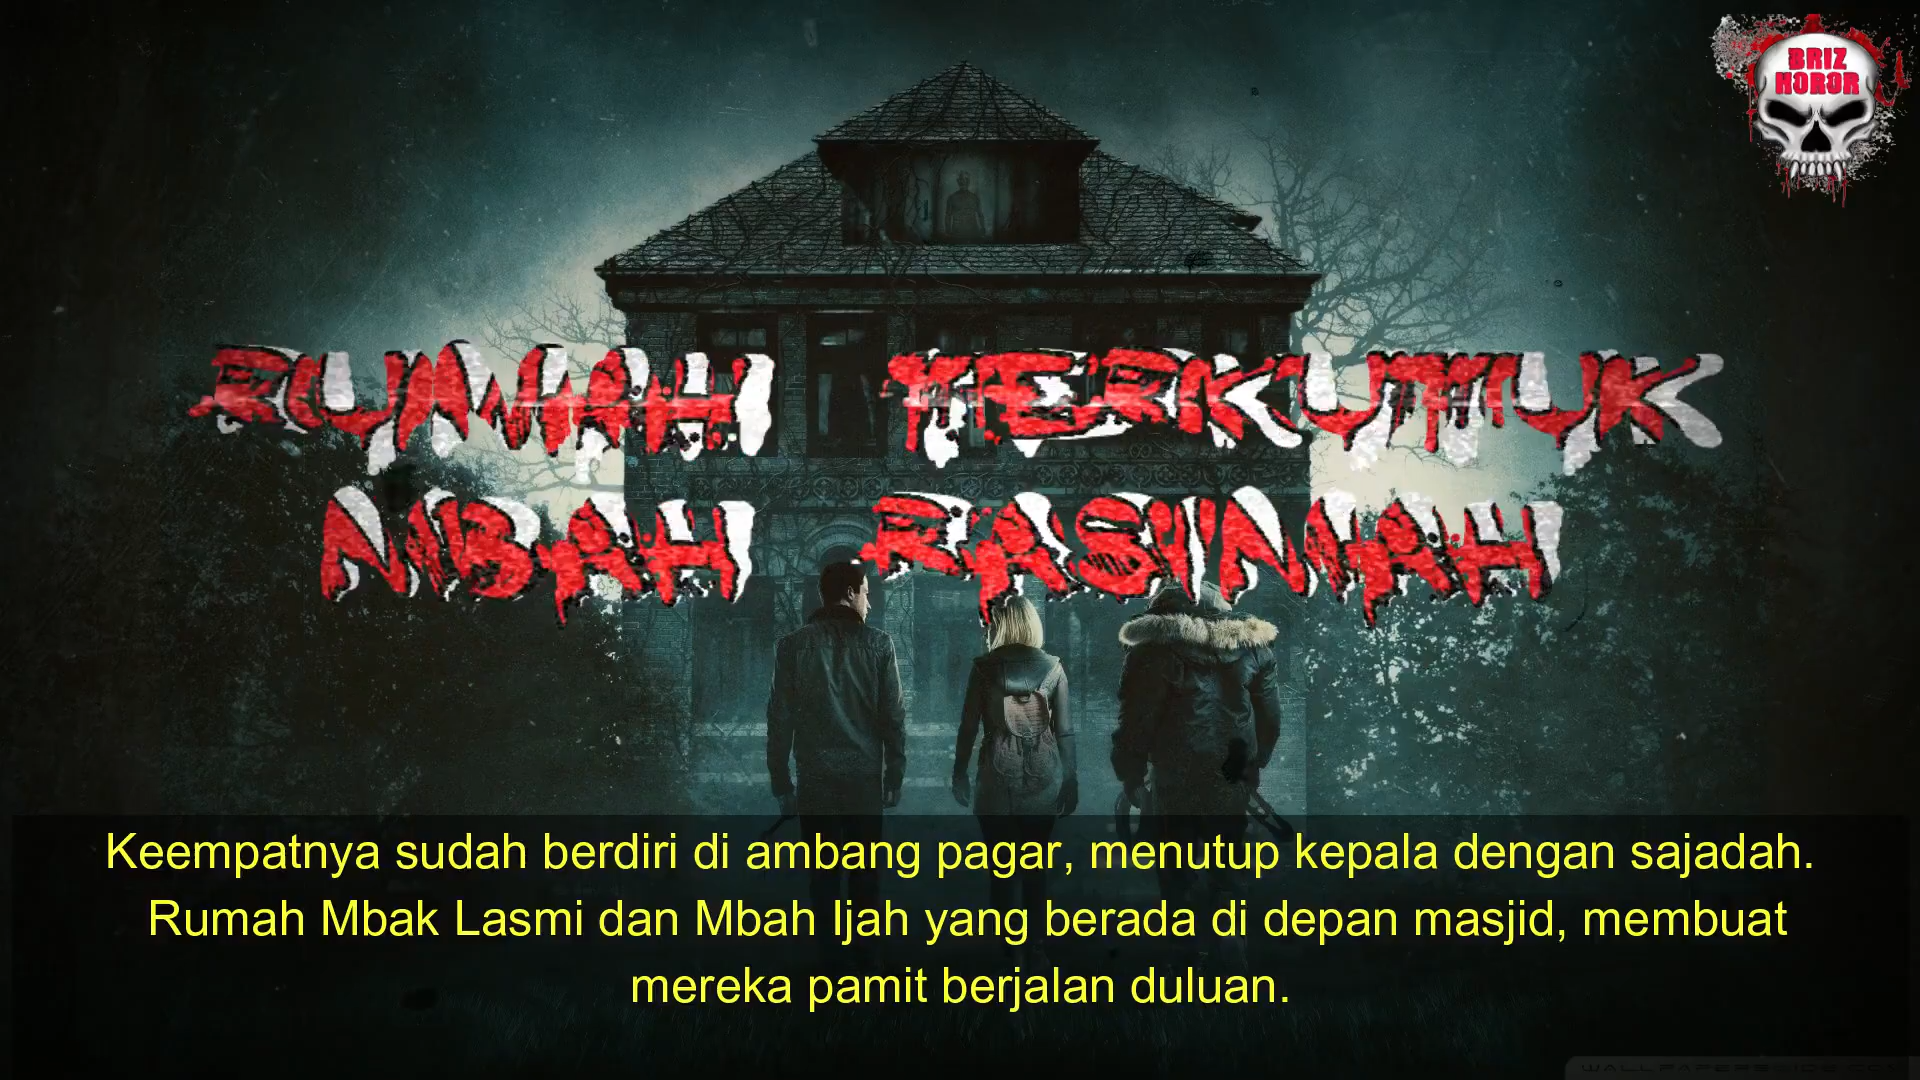 BRIZ
HOROR
RUMAH TERKUTUK
MBAH RASIMAH
Keempatnya sudah berdiri di ambang pagar, menutup kepala dengan sajadah.
Rumah Mbak Lasmi dan Mbah Ijah yang berada di depan masjid, membuat
mereka pamit berjalan duluan.